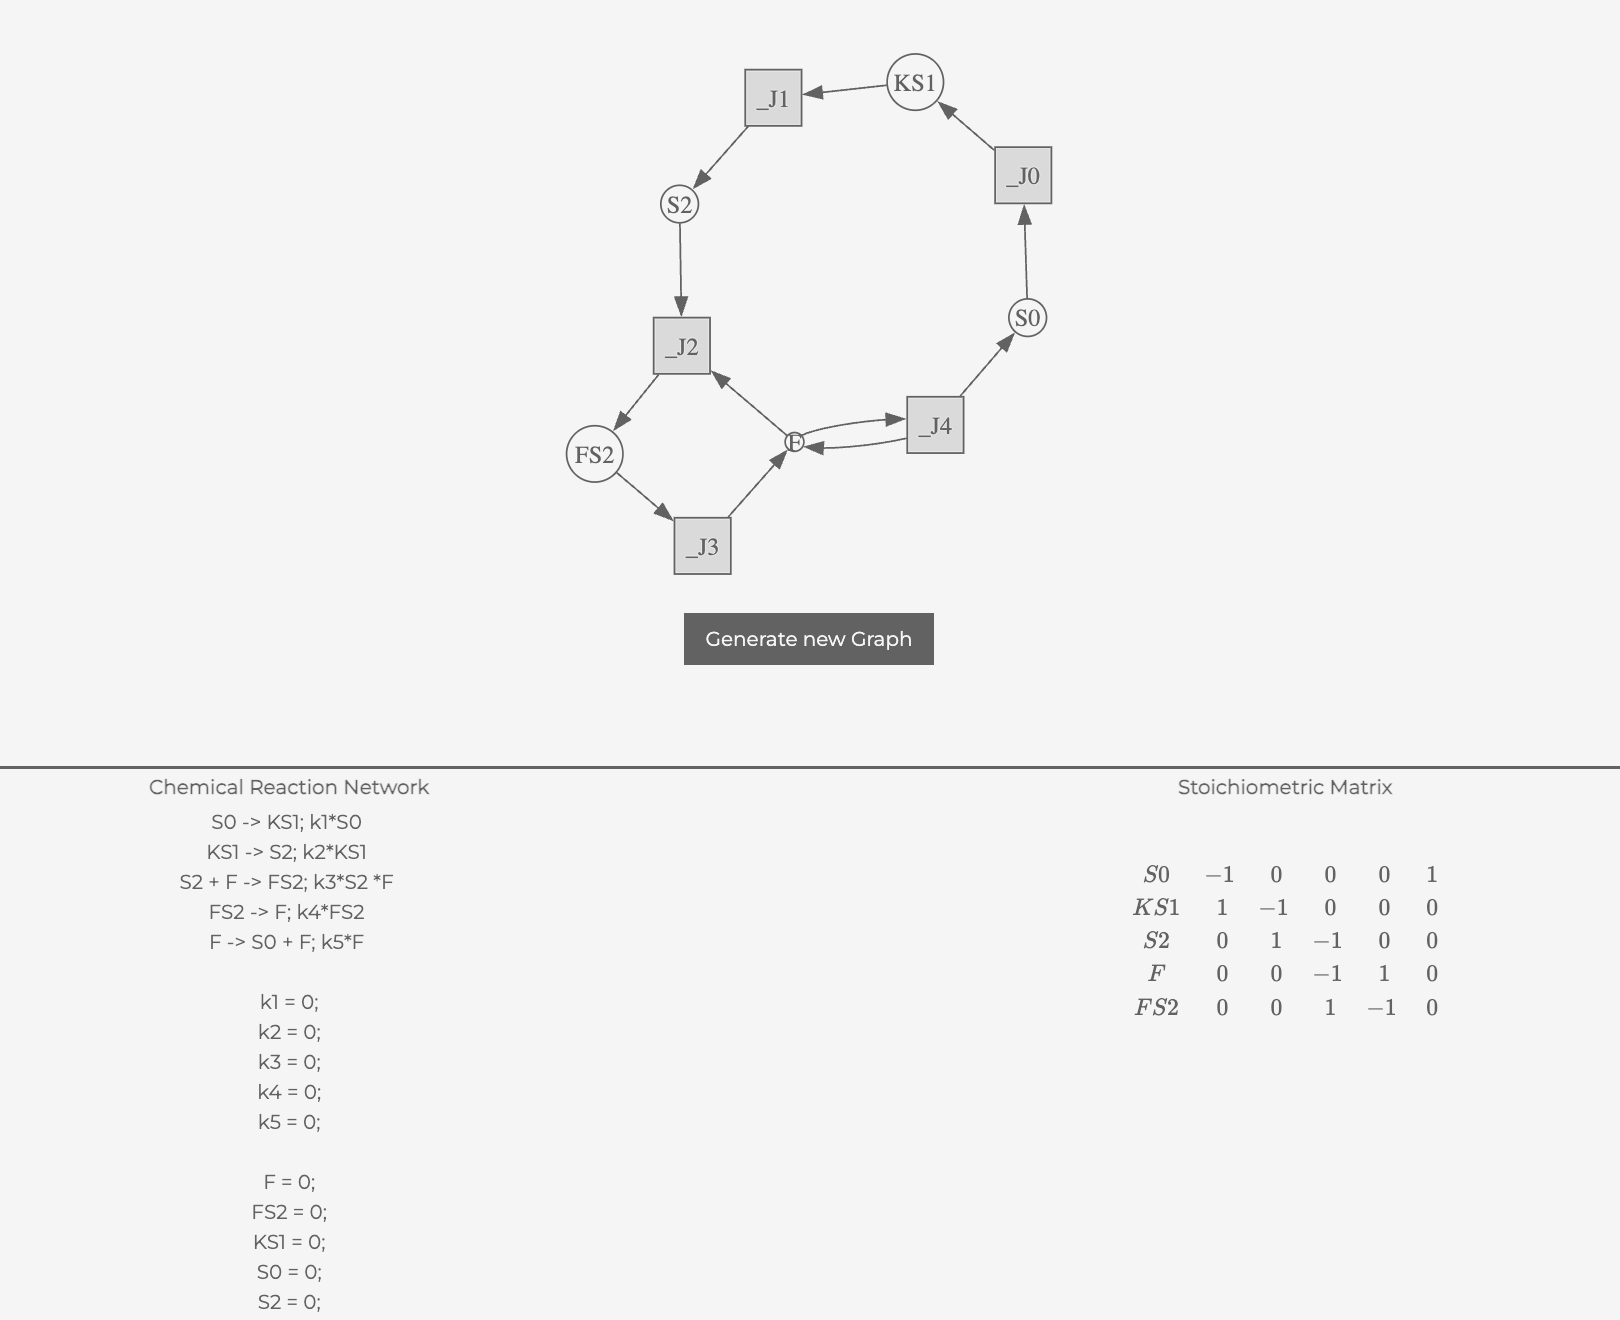 KS1
_J1
_J0
S2
S0
_J2
_J4
F
FS2
_J3
Generate new Graph
Chemical Reaction Network
S0 -> KS1; k1*S0
KS1 -> S2; k2*KS1
S2 + F -> FS2; k3*S2 *F
FS2 -> F; k4*FS2
F -> S0 + F; k5*F
k1 = 0;
k2 = 0;
k3 = 0;
k4 = 0;
k5 = 0;
F = 0;
FS2 = 0;
KS1 = 0;
S0 = 0;
S2 = 0;
Stoichiometric Matrix
S0 −1 0 0 0 1
KS1 1 −1 0 0 0
S2 0 1 −1 0 0
F 0 0 −1 1 0
FS2 0 0 1 −1 0